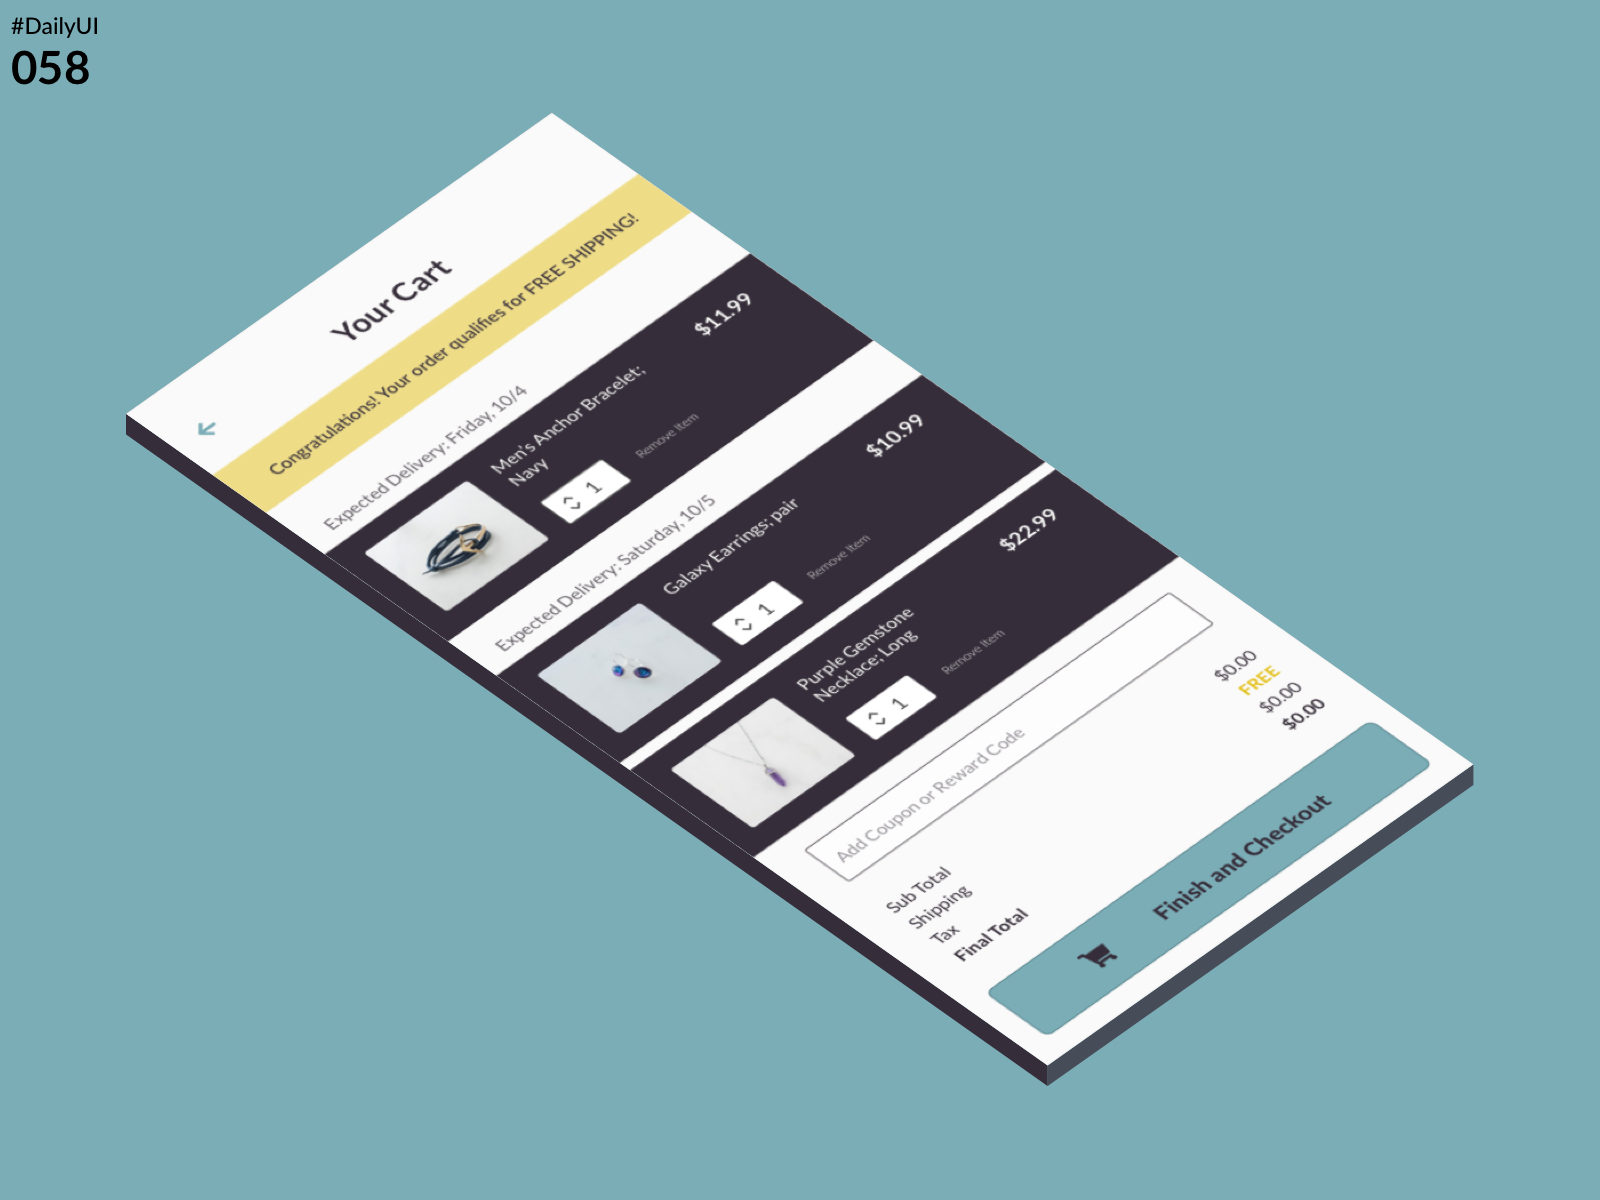 #DailyUI
058
Your Cart
Congratulations! Your order qualifies for FREE SHIPPING!
Expected Delivery: Friday, 10/4
Men's Anchor Bracelet;
Navy
$11.99
1
Remove Item
Expected Delivery: Saturday, 10/5
Galaxy Earrings; pair
$10.99
1
Remove Item
Purple Gemstone
Necklace; Long
$22.99
1
Remove Item
Add Coupon or Reward Code
Sub Total $0.00
Shipping FREE
Tax $0.00
Final Total $0.00
Finish and Checkout